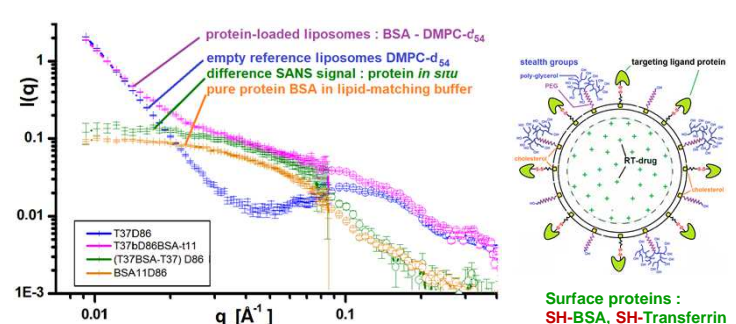 protein-loaded liposomes : BSA - DMPC-d54
empty reference liposomes DMPC-d54
difference SANS signal : protein in situ
pure protein BSA in lipid-matching buffer
I(q)
1
0.1
0.01
1E-3
T37D86
T37bD86BSA-t11
(T37BSA-T37) D86
BSA11D86
0.01
0.1
q [Å-1]
stealth groups
poly-glycerol
PEG
targeting ligand protein
cholesterol
RT-drug
cholesterol
Surface proteins :
SH-BSA, SH-Transferrin